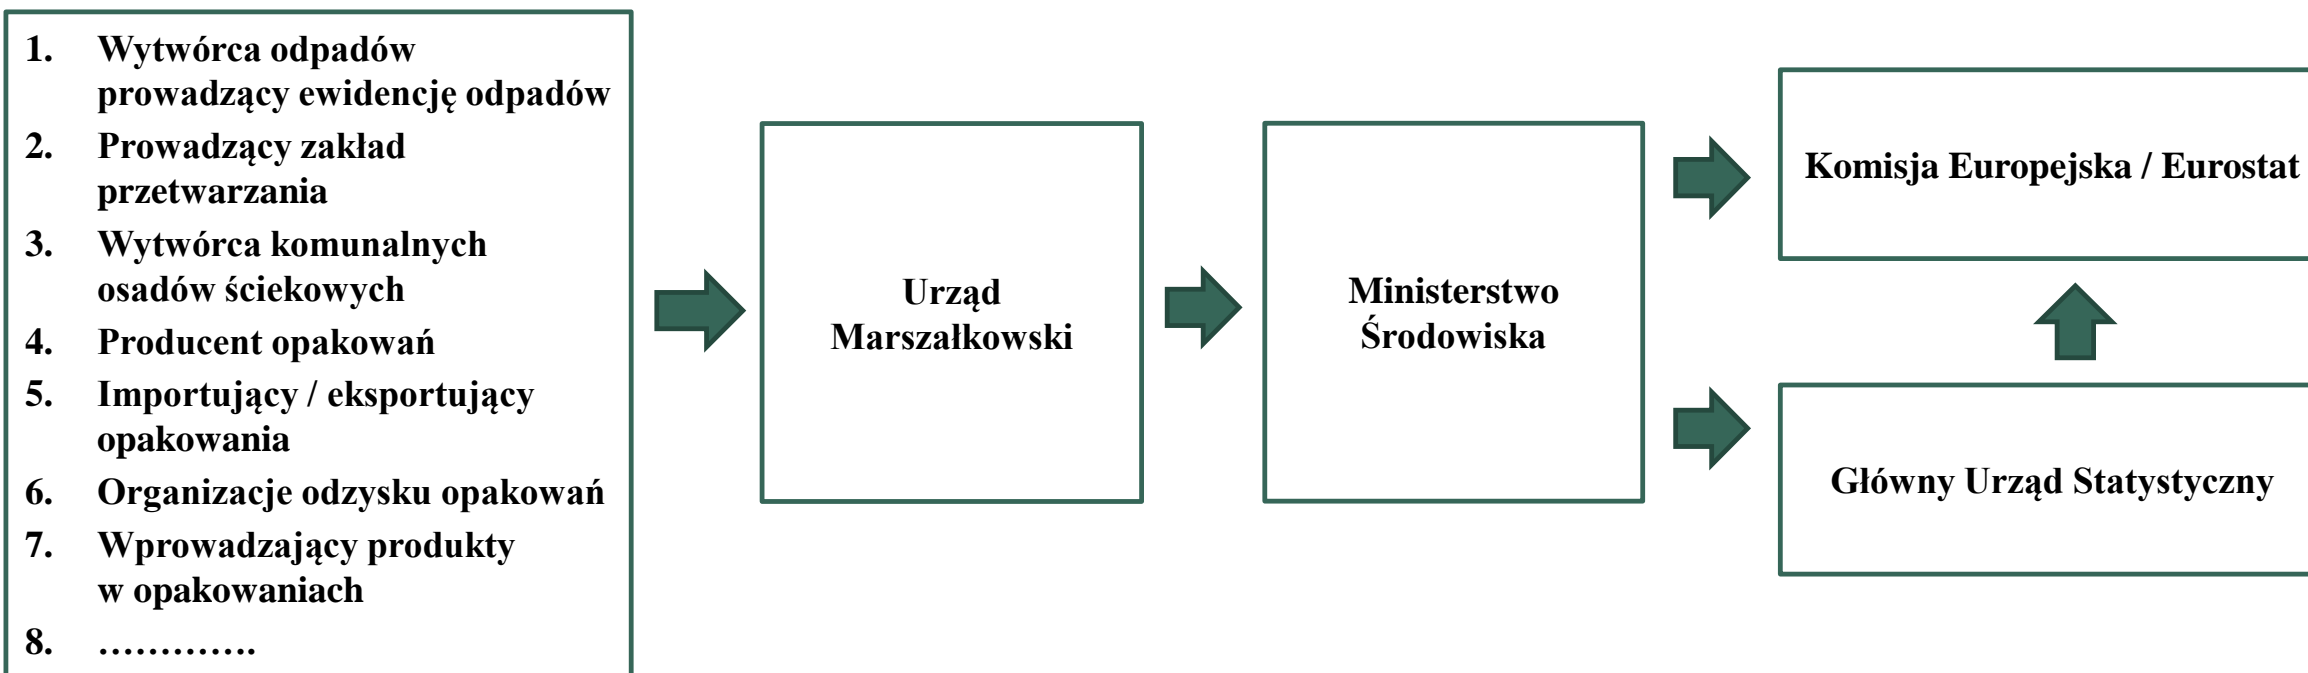 1. Wytwórca odpadów
prowadzący ewidencję odpadów
2. Prowadzący zakład
przetwarzania
3. Wytwórca komunalnych
osadów ściekowych
4. Producent opakowań
5. Importujący / eksportujący
opakowania
6. Organizacje odzysku opakowań
7. Wprowadzający produkty
w opakowaniach
8. ………….
Urząd
Marszałkowski
Ministerstwo
Środowiska
Komisja Europejska / Eurostat
Główny Urząd Statystyczny